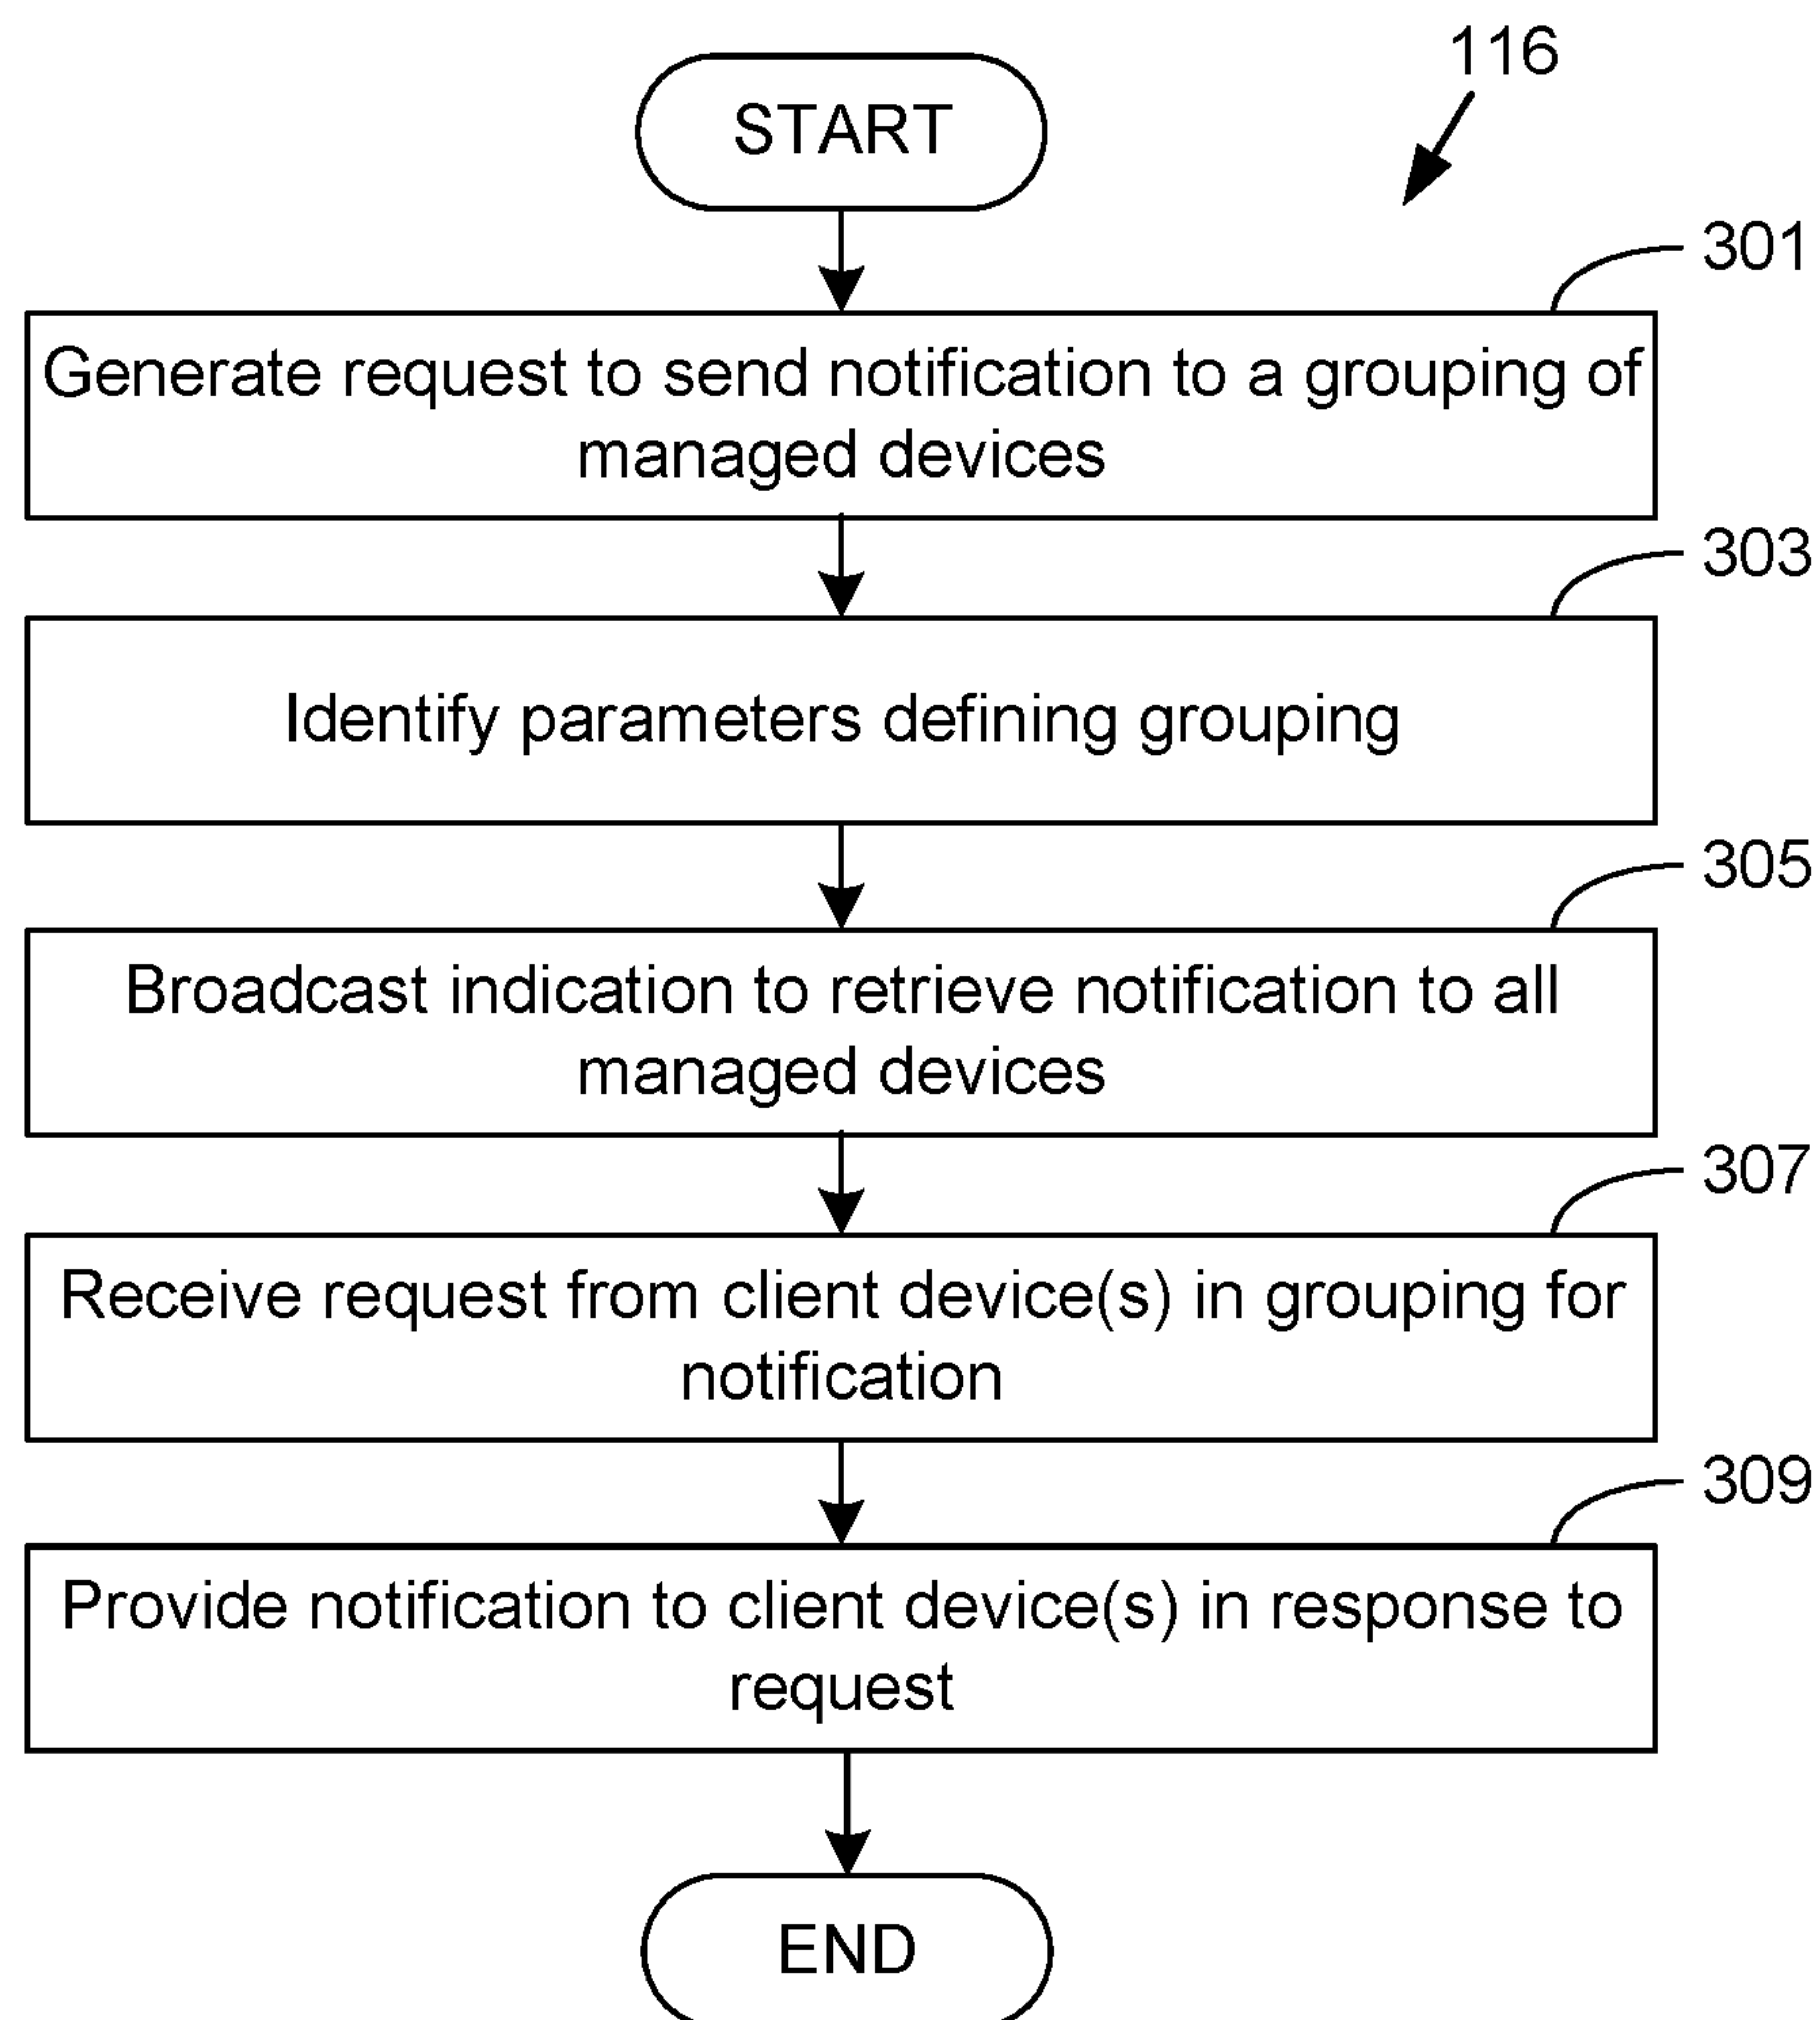 116
START
301
Generate request to send notification to a grouping of
managed devices
303
Identify parameters defining grouping
305
Broadcast indication to retrieve notification to all
managed devices
307
Receive request from client device(s) in grouping for
notification
309
Provide notification to client device(s) in response to
request
END